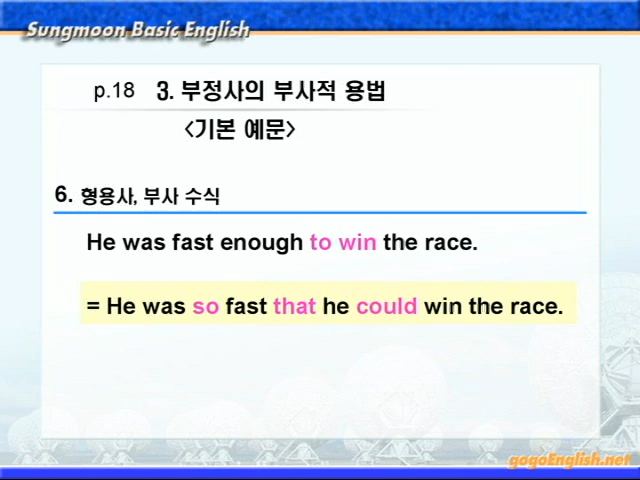 Sungmoon Basic English
p.18 3. 부정사의 부사적 용법
<기본 예문>
6. 형용사, 부사 수식
He was fast enough to win the race.
= He was so fast that he could win the race.
gogoEnglish.net